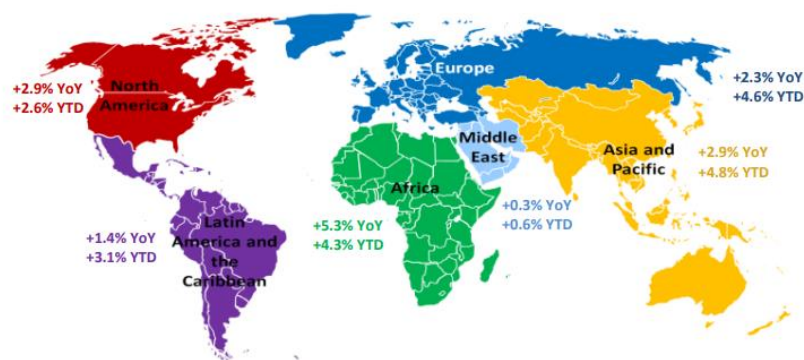 Europe
North
America
+2.9% YoY
+2.6% YTD
+2.3% YoY
+4.6% YTD
Middle
East
Asia and
Pacific
+2.9% YoY
+4.8% YTD
Africa
+0.3% YoY
+0.6% YTD
+5.3% YoY
+4.3% YTD
Latin
America and
the
Caribbean
+1.4% YoY
+3.1% YTD